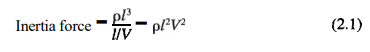 Inertia force = ρl³/(l/V) = ρl²V² (2.1)